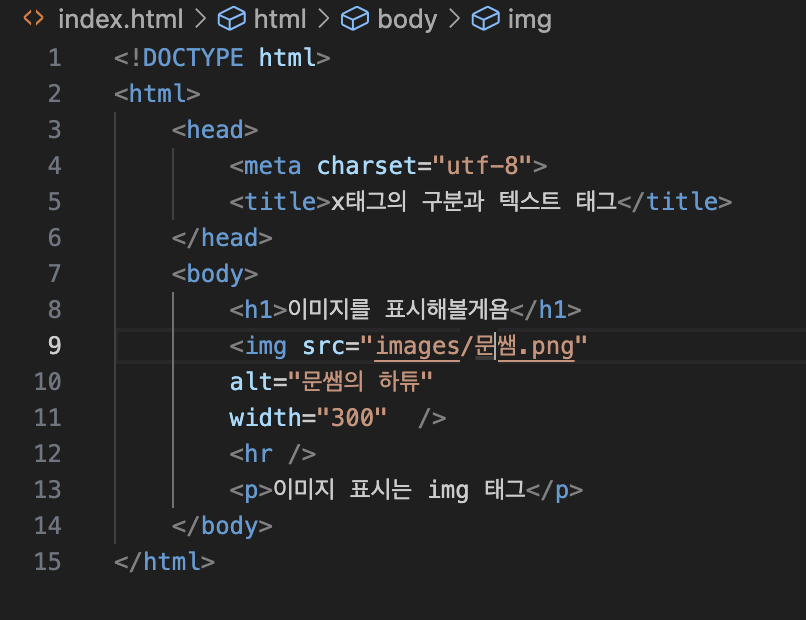 index.html > html > body > img
1 <!DOCTYPE html>
2 <html>
3 <head>
4 <meta charset="utf-8">
5 <title>x태그의 구분과 텍스트 태그</title>
6 </head>
7 <body>
8 <h1>이미지를 표시해볼게욤</h1>
9 <img src="images/문쌤.png"
10 alt="문쌤의 하튜"
11 width="300"  />
12 <hr />
13 <p>이미지 표시는 img 태그</p>
14 </body>
15 </html>